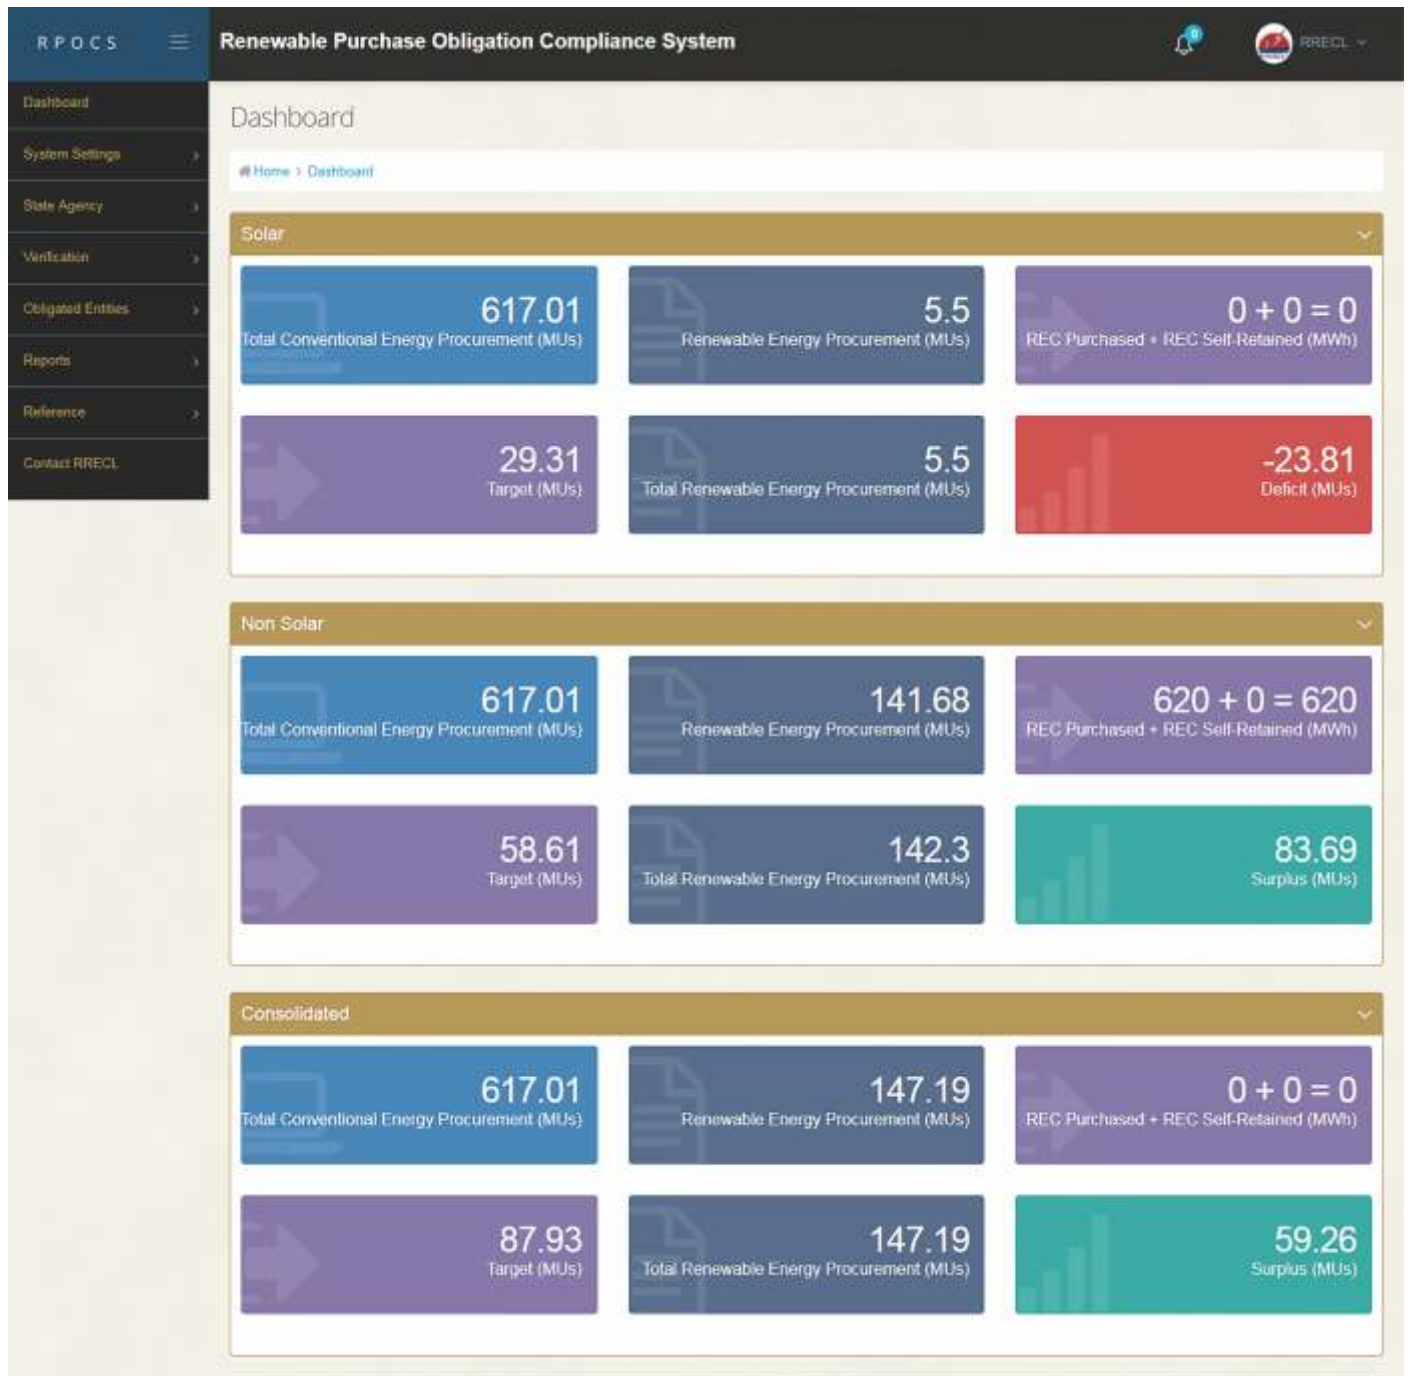 RPOCS
Renewable Purchase Obligation Compliance System
0
RRECL
Dashboard
System Settings
State Agency
Verification
Obligated Entities
Reports
Reference
Contact RRECL
Dashboard
Home > Dashboard
Solar
617.01
Total Conventional Energy Procurement (MUs)
5.5
Renewable Energy Procurement (MUs)
0 + 0 = 0
REC Purchased + REC Self-Retained (MWh)
29.31
Target (MUs)
5.5
Total Renewable Energy Procurement (MUs)
-23.81
Deficit (MUs)
Non Solar
617.01
Total Conventional Energy Procurement (MUs)
141.68
Renewable Energy Procurement (MUs)
620 + 0 = 620
REC Purchased + REC Self-Retained (MWh)
58.61
Target (MUs)
142.3
Total Renewable Energy Procurement (MUs)
83.69
Surplus (MUs)
Consolidated
617.01
Total Conventional Energy Procurement (MUs)
147.19
Renewable Energy Procurement (MUs)
0 + 0 = 0
REC Purchased + REC Self-Retained (MWh)
87.93
Target (MUs)
147.19
Total Renewable Energy Procurement (MUs)
59.26
Surplus (MUs)